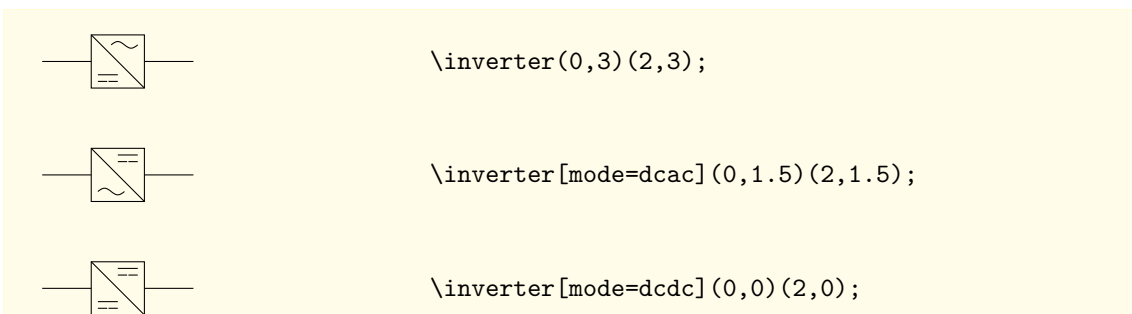 \inverter(0,3)(2,3);
\inverter[mode=dcac](0,1.5)(2,1.5);
\inverter[mode=dcdc](0,0)(2,0);